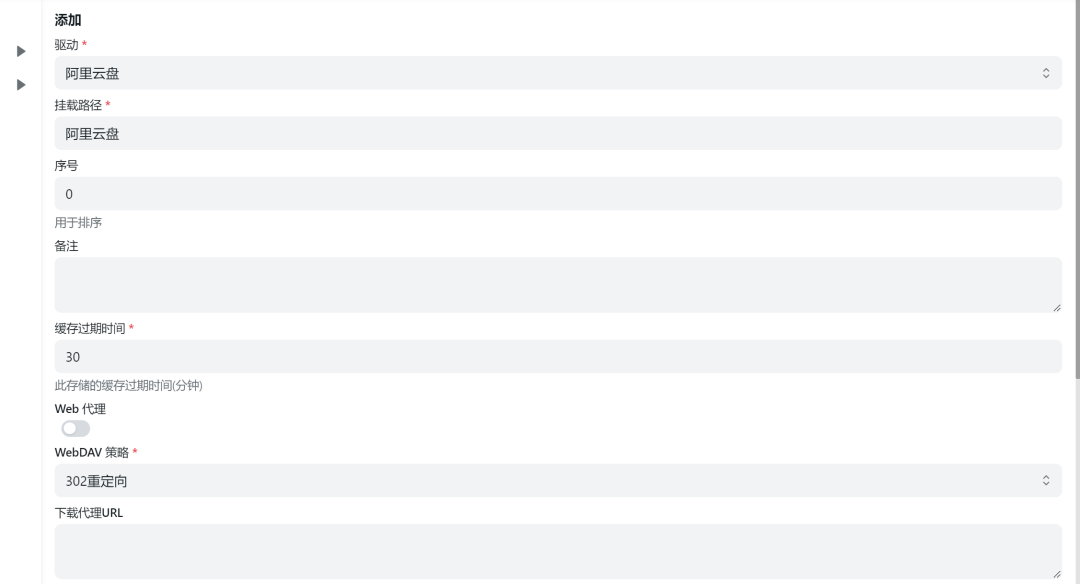 添加
驱动 *
阿里云盘
挂载路径 *
阿里云盘
序号
0
用于排序
备注
缓存过期时间 *
30
此存储的缓存过期时间(分钟)
Web 代理
WebDAV 策略 *
302重定向
下载代理URL